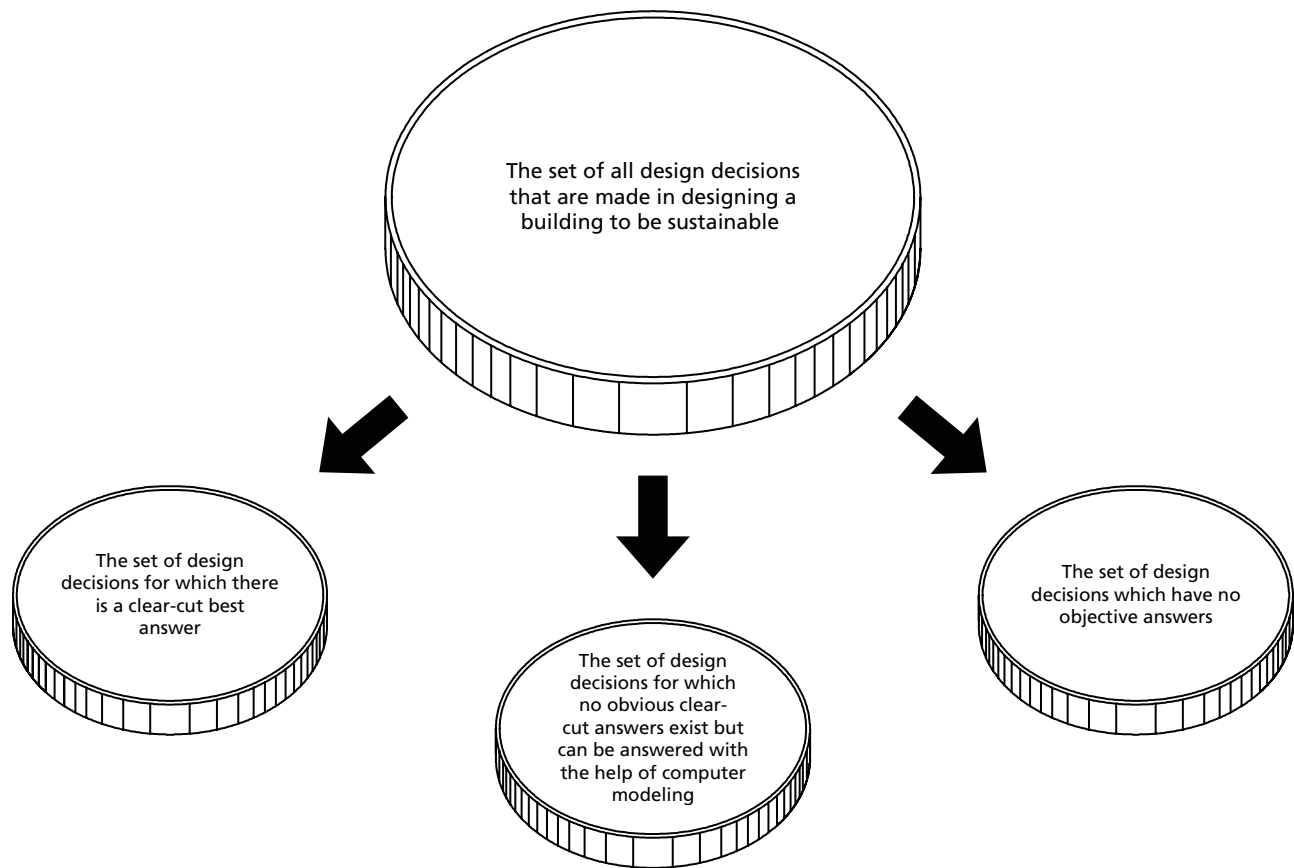 The set of all design decisions
that are made in designing a
building to be sustainable
The set of design
decisions for which there
is a clear-cut best
answer
The set of design
decisions for which
no obvious clear-
cut answers exist but
can be answered with
the help of computer
modeling
The set of design
decisions which have no
objective answers